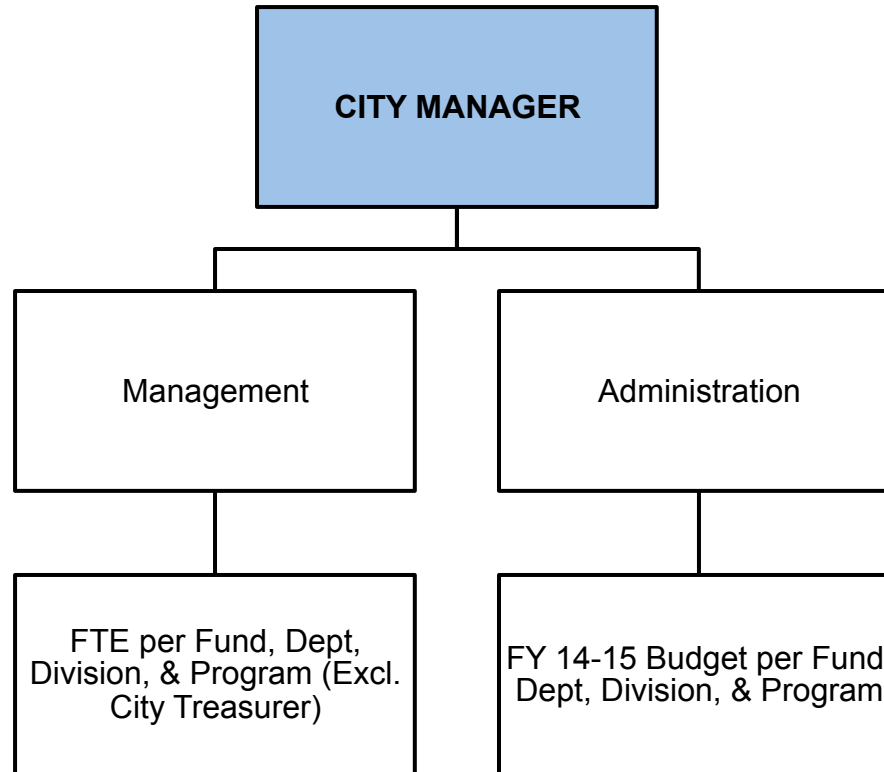 CITY MANAGER
Management
Administration
FTE per Fund, Dept,
Division, & Program (Excl.
City Treasurer)
FY 14-15 Budget per Fund
Dept, Division, & Program